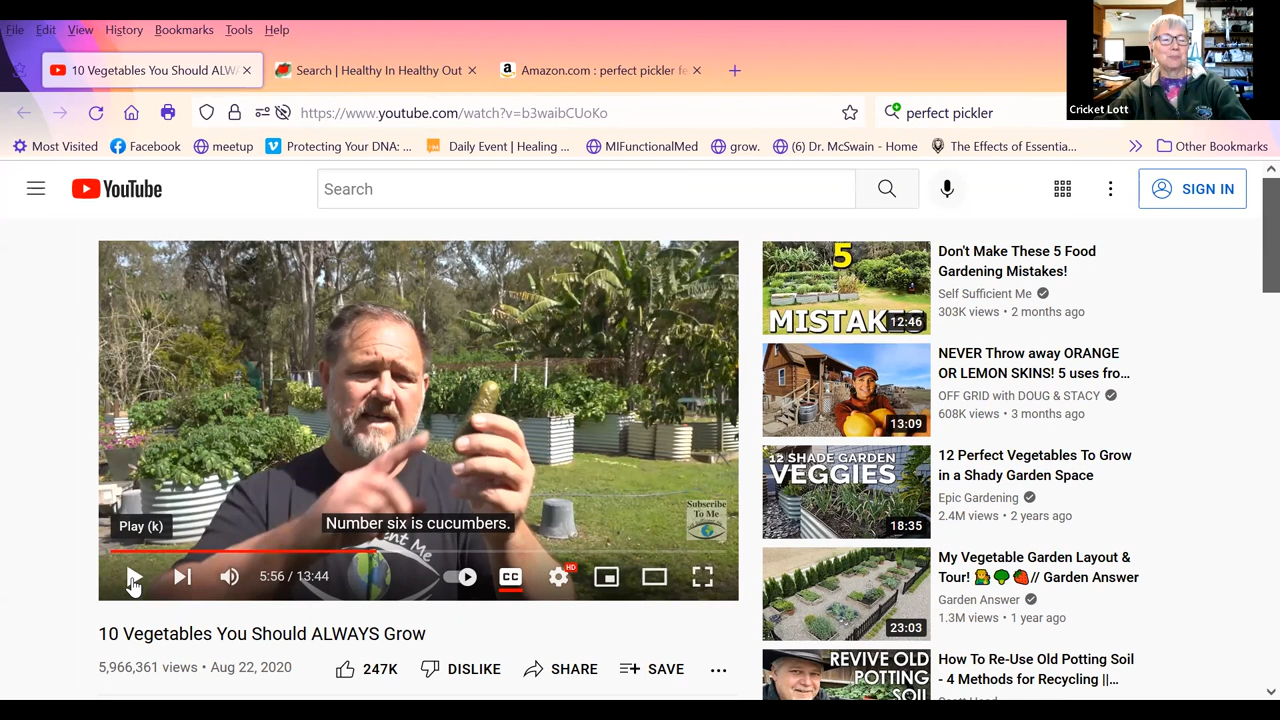 File Edit View History Bookmarks Tools Help
10 Vegetables You Should ALWA
Search | Healthy In Healthy Out
Amazon.com : perfect pickler fe
https://www.youtube.com/watch?v=b3waibCUoKo
perfect pickler
Cricket Lott
Most Visited Facebook meetup Protecting Your DNA: ... Daily Event | Healing ... MIFunctionalMed grow. (6) Dr. McSwain - Home The Effects of Essentia... Other Bookmarks
YouTube
Search
SIGN IN
Subscribe
To Me
Play (k)
Number six is cucumbers.
5:56 / 13:44
CC
HD
10 Vegetables You Should ALWAYS Grow
5,966,361 views • Aug 22, 2020
247K DISLIKE SHARE SAVE
5
MISTAKES
12:46
Don't Make These 5 Food
Gardening Mistakes!
Self Sufficient Me
303K views • 2 months ago
13:09
NEVER Throw away ORANGE
OR LEMON SKINS! 5 uses fro...
OFF GRID with DOUG & STACY
608K views • 3 months ago
12 SHADE GARDEN
VEGGIES
18:35
12 Perfect Vegetables To Grow
in a Shady Garden Space
Epic Gardening
2.4M views • 2 years ago
23:03
My Vegetable Garden Layout &
Tour! 👩‍🌾🥦🍓// Garden Answer
Garden Answer
1.3M views • 1 year ago
REVIVE OLD
POTTING
SOIL
How To Re-Use Old Potting Soil
- 4 Methods for Recycling ||...